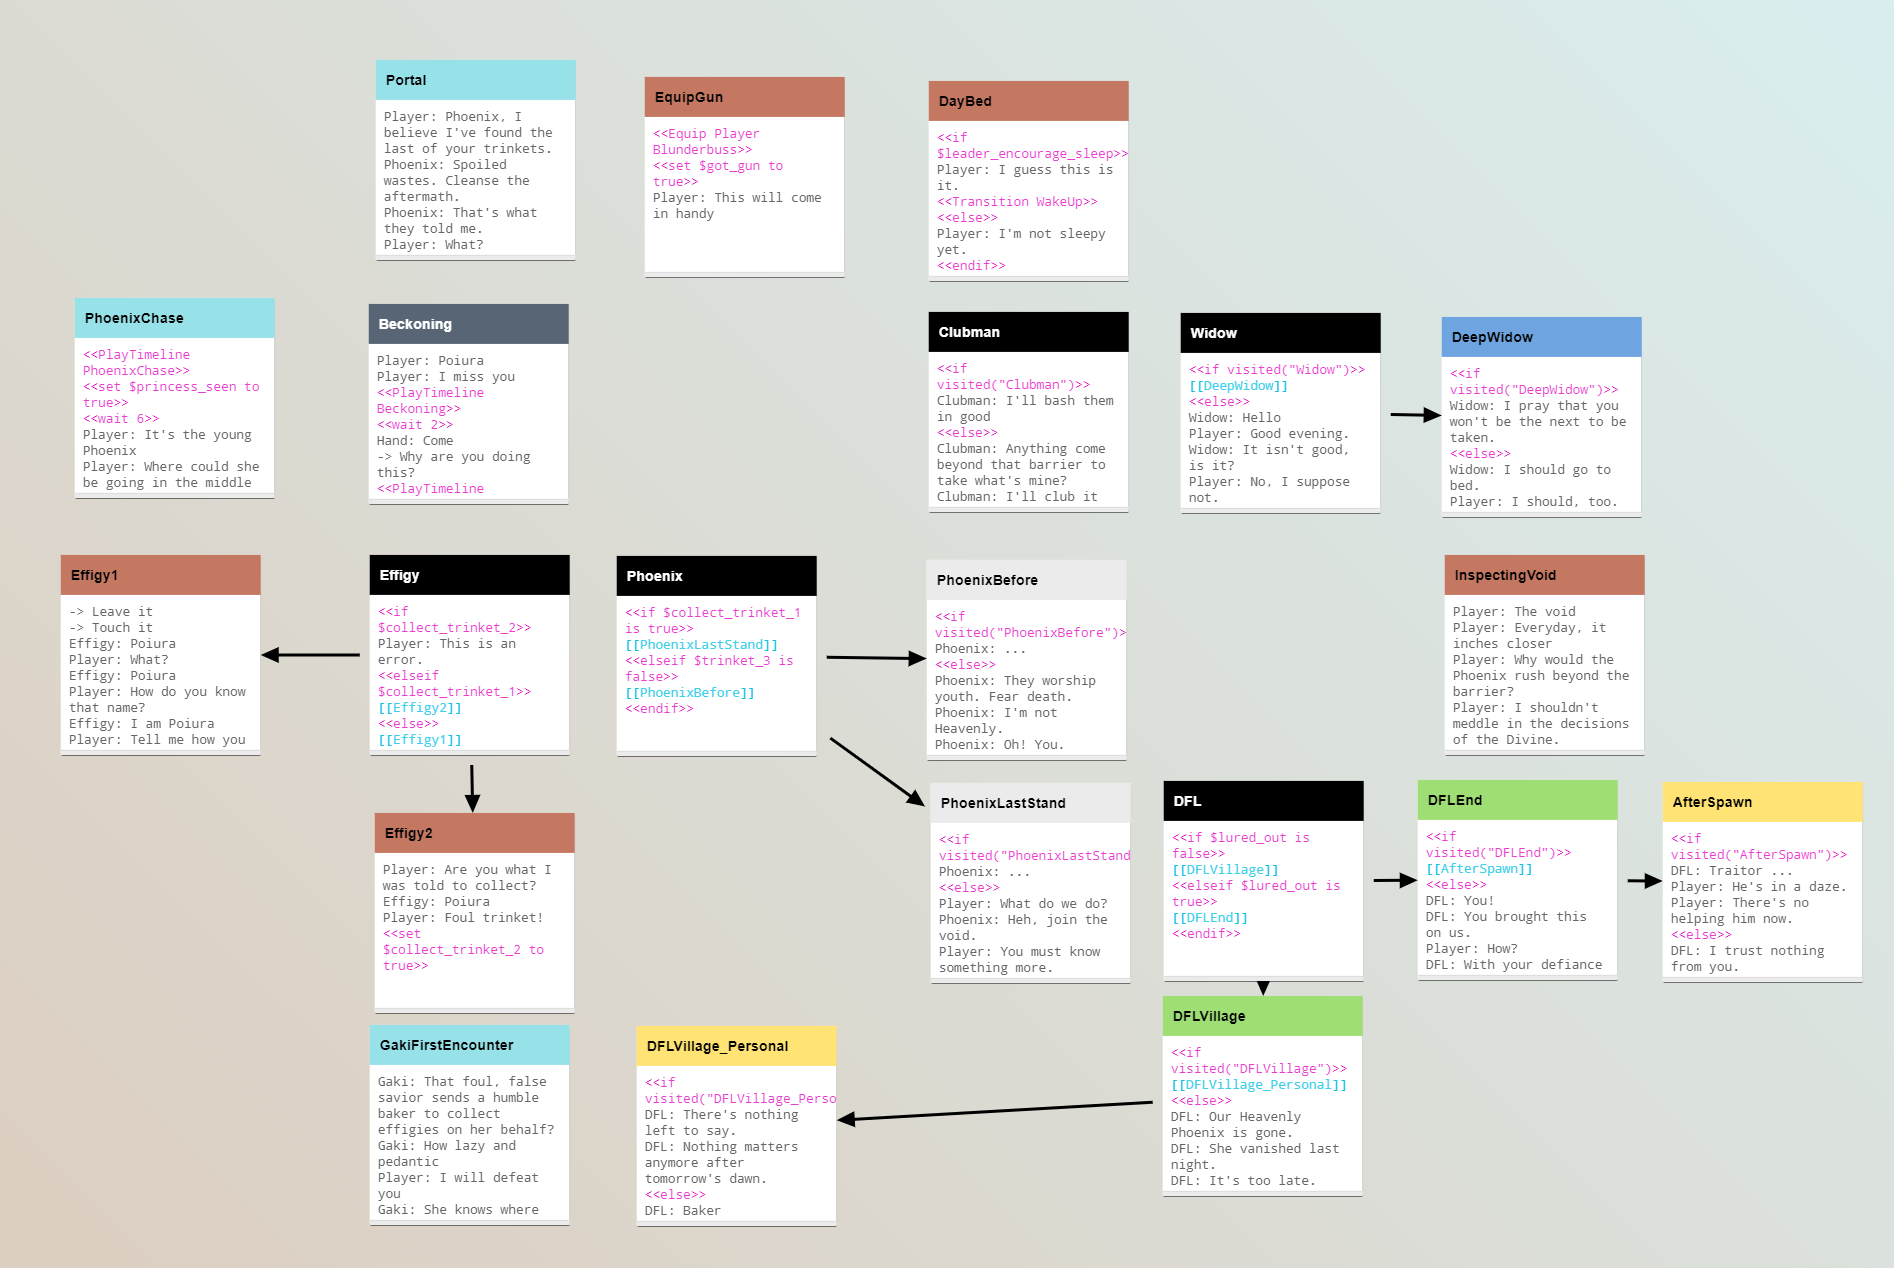 Portal
Player: Phoenix, I
believe I've found the
last of your trinkets.
Phoenix: Spoiled
wastes. Cleanse the
aftermath.
Phoenix: That's what
they told me.
Player: What?
EquipGun
<<Equip Player
Blunderbuss>>
<<set $got_gun to
true>>
Player: This will come
in handy
DayBed
<<if
$leader_encourage_sleep>>
Player: I guess this is
it.
<<Transition WakeUp>>
<<else>>
Player: I'm not sleepy
yet.
<<endif>>
PhoenixChase
<<PlayTimeline
PhoenixChase>>
<<set $princess_seen to
true>>
<<wait 6>>
Player: It's the young
Phoenix
Player: Where could she
be going in the middle
Beckoning
Player: Poiura
Player: I miss you
<<PlayTimeline
Beckoning>>
<<wait 2>>
Hand: Come
-> Why are you doing
this?
<<PlayTimeline
Clubman
<<if
visited("Clubman")>>
Clubman: I'll bash them
in good
<<else>>
Clubman: Anything come
beyond that barrier to
take what's mine?
Clubman: I'll club it
Widow
<<if visited("Widow")>>
[[DeepWidow]]
<<else>>
Widow: Hello
Player: Good evening.
Widow: It isn't good,
is it?
Player: No, I suppose
not.
DeepWidow
<<if
visited("DeepWidow")>>
Widow: I pray that you
won't be the next to be
taken.
<<else>>
Widow: I should go to
bed.
Player: I should, too.
Effigy1
-> Leave it
-> Touch it
Effigy: Poiura
Player: What?
Effigy: Poiura
Player: How do you know
that name?
Effigy: I am Poiura
Player: Tell me how you
Effigy
<<if
$collect_trinket_2>>
Player: This is an
error.
<<elseif
$collect_trinket_1>>
[[Effigy2]]
<<else>>
[[Effigy1]]
Phoenix
<<if $collect_trinket_1
is true>>
[[PhoenixLastStand]]
<<elseif $trinket_3 is
false>>
[[PhoenixBefore]]
<<endif>>
PhoenixBefore
<<if
visited("PhoenixBefore")>
Phoenix: ...
<<else>>
Phoenix: They worship
youth. Fear death.
Phoenix: I'm not
Heavenly.
Phoenix: Oh! You.
InspectingVoid
Player: The void
Player: Everyday, it
inches closer
Player: Why would the
Phoenix rush beyond the
barrier?
Player: I shouldn't
meddle in the decisions
of the Divine.
Effigy2
Player: Are you what I
was told to collect?
Effigy: Poiura
Player: Foul trinket!
<<set
$collect_trinket_2 to
true>>
PhoenixLastStand
<<if
visited("PhoenixLastStand
Phoenix: ...
<<else>>
Player: What do we do?
Phoenix: Heh, join the
void.
Player: You must know
something more.
DFL
<<if $lured_out is
false>>
[[DFLVillage]]
<<elseif $lured_out is
true>>
[[DFLEnd]]
<<endif>>
DFLEnd
<<if
visited("DFLEnd")>>
[[AfterSpawn]]
<<else>>
DFL: You!
DFL: You brought this
on us.
Player: How?
DFL: With your defiance
AfterSpawn
<<if
visited("AfterSpawn")>>
DFL: Traitor ...
Player: He's in a daze.
Player: There's no
helping him now.
<<else>>
DFL: I trust nothing
from you.
GakiFirstEncounter
Gaki: That foul, false
savior sends a humble
baker to collect
effigies on her behalf?
Gaki: How lazy and
pedantic
Player: I will defeat
you
Gaki: She knows where
DFLVillage_Personal
<<if
visited("DFLVillage_Perso
DFL: There's nothing
left to say.
DFL: Nothing matters
anymore after
tomorrow's dawn.
<<else>>
DFL: Baker
DFLVillage
<<if
visited("DFLVillage")>>
[[DFLVillage_Personal]]
<<else>>
DFL: Our Heavenly
Phoenix is gone.
DFL: She vanished last
night.
DFL: It's too late.